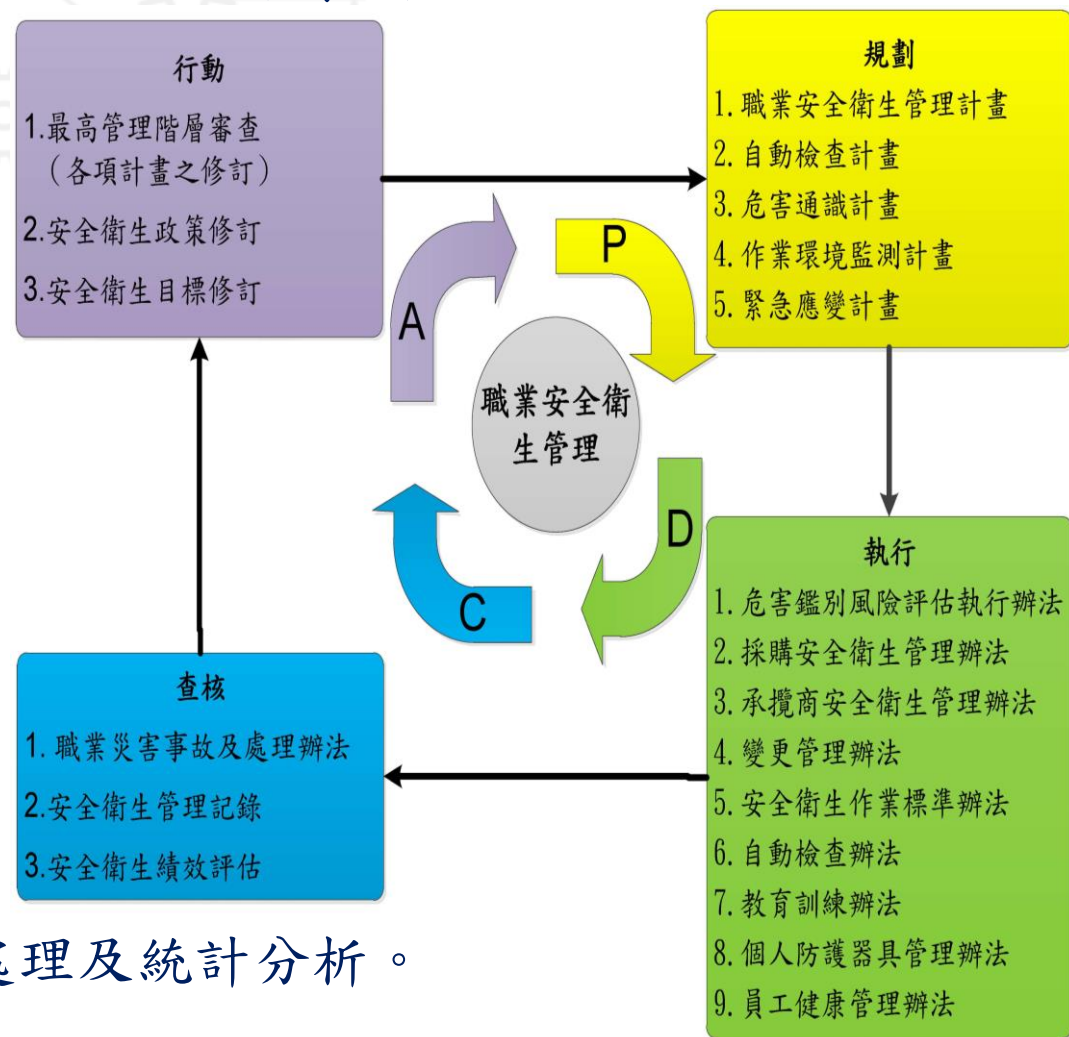 行動
1.最高管理階層審查
（各項計畫之修訂）
2.安全衛生政策修訂
3.安全衛生目標修訂
規劃
1.職業安全衛生管理計畫
2.自動檢查計畫
3.危害通識計畫
4.作業環境監測計畫
5.緊急應變計畫
A
P
職業安全衛
生管理
D
C
查核
1.職業災害事故及處理辦法
2.安全衛生管理記錄
3.安全衛生績效評估
執行
1.危害鑑別風險評估執行辦法
2.採購安全衛生管理辦法
3.承攬商安全衛生管理辦法
4.變更管理辦法
5.安全衛生作業標準辦法
6.自動檢查辦法
7.教育訓練辦法
8.個人防護器具管理辦法
9.員工健康管理辦法
理及統計分析。